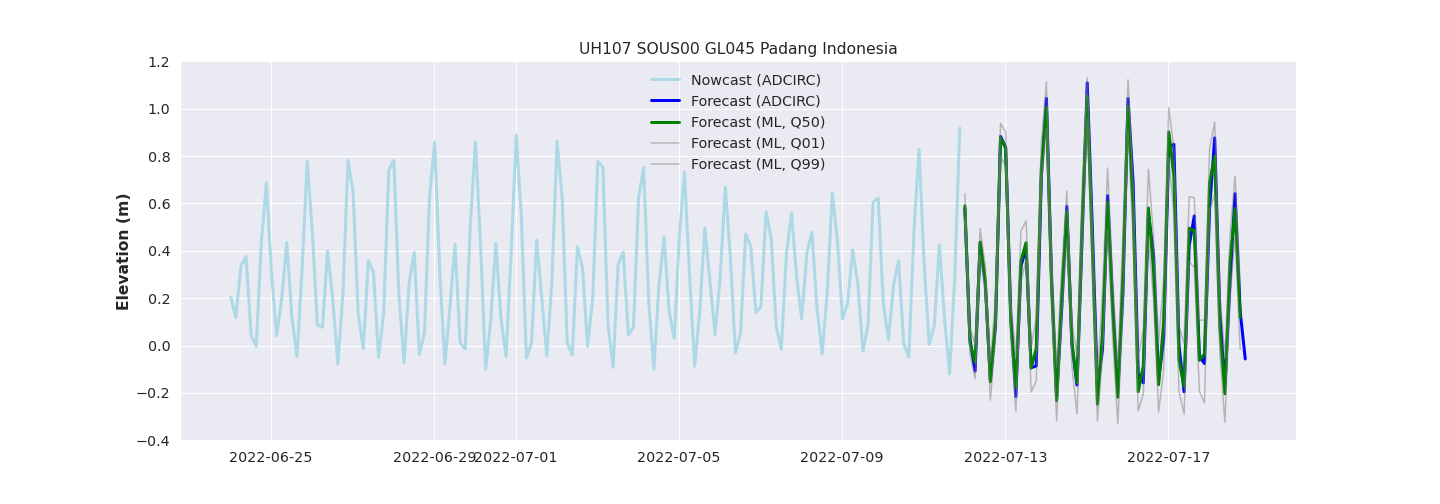 UH107 SOUS00 GL045 Padang Indonesia
Nowcast (ADCIRC)
Forecast (ADCIRC)
Forecast (ML, Q50)
Forecast (ML, Q01)
Forecast (ML, Q99)
Elevation (m)
1.2
1.0
0.8
0.6
0.4
0.2
0.0
−0.2
−0.4
2022-06-25 2022-06-29 2022-07-01 2022-07-05 2022-07-09 2022-07-13 2022-07-17